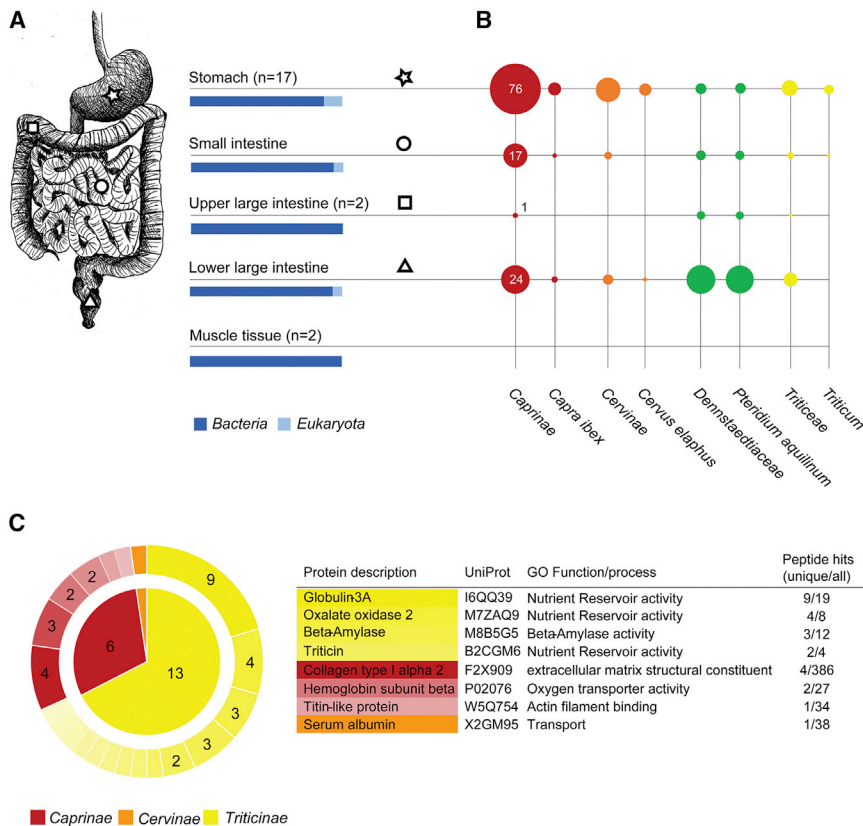 A
B
Stomach (n=17)
76
Small intestine
17
Upper large intestine (n=2)
1
Lower large intestine
24
Muscle tissue (n=2)
Bacteria Eukaryota
Caprinae
Capra ibex
Cervinae
Cervus elaphus
Dennstaedtiaceae
Pteridium aquilinum
Triticeae
Triticum
C
9
4
3
3
2
4
3
2
2
6
13
Caprinae Cervinae Triticinae
Protein description UniProt GO Function/process Peptide hits (unique/all)
Globulin-3A I6QQ39 Nutrient Reservoir activity 9/19
Oxalate oxidase 2 M7ZAQ9 Nutrient Reservoir activity 4/8
Beta-Amylase M8B5G5 Beta-Amylase activity 3/12
Triticin B2CGM6 Nutrient Reservoir activity 2/4
Collagen type I alpha 2 F2X909 extracellular matrix structural constituent 4/386
Hemoglobin subunit beta P02076 Oxygen transporter activity 2/27
Titin-like protein W5Q754 Actin filament binding 1/34
Serum albumin X2GM95 Transport 1/38